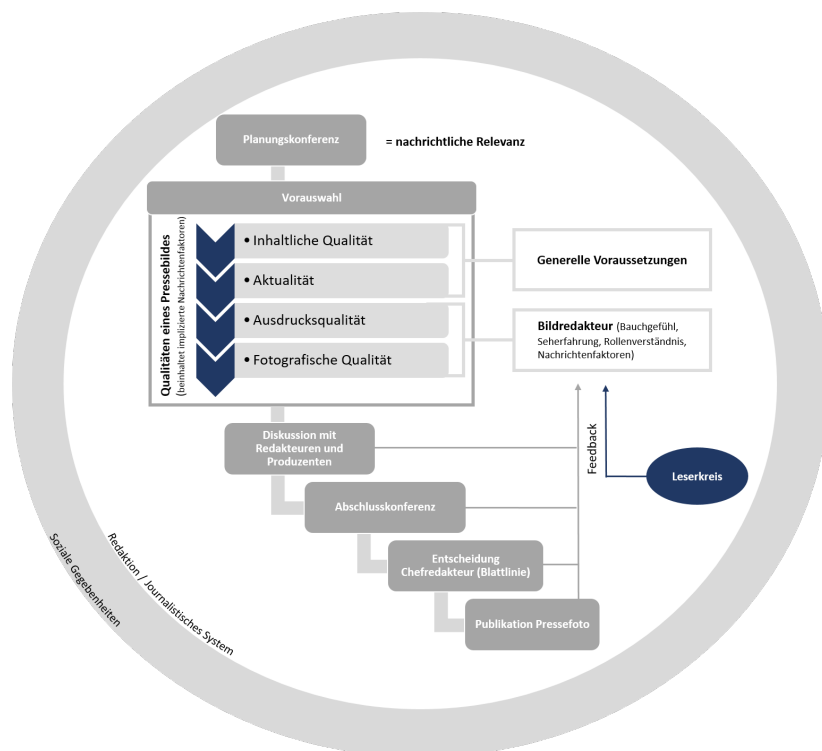 Planungskonferenz
= nachrichtliche Relevanz
Vorauswahl
Qualitäten eines Pressebildes
(beinhaltet implizierte Nachrichtenfaktoren)
• Inhaltliche Qualität
• Aktualität
• Ausdrucksqualität
• Fotografische Qualität
Generelle Voraussetzungen
Bildredakteur (Bauchgefühl,
Seherfahrung, Rollenverständnis,
Nachrichtenfaktoren)
Diskussion mit
Redakteuren und
Produzenten
Feedback
Leserkreis
Abschlusskonferenz
Entscheidung
Chefredakteur (Blattlinie)
Publikation Pressefoto
Redaktion / Journalistisches System
Soziale Gegebenheiten